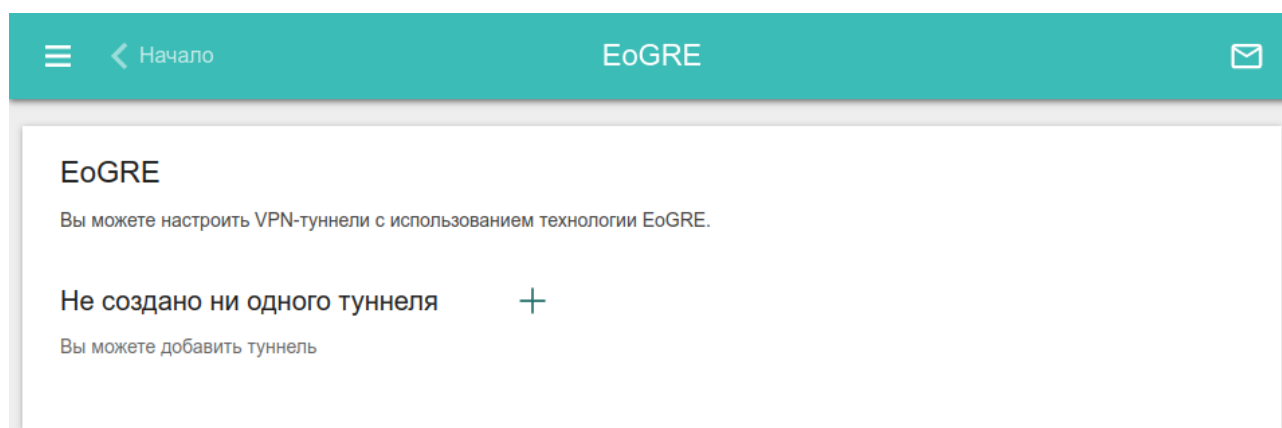 Начало
EoGRE
EoGRE
Вы можете настроить VPN-туннели с использованием технологии EoGRE.
Не создано ни одного туннеля
Вы можете добавить туннель